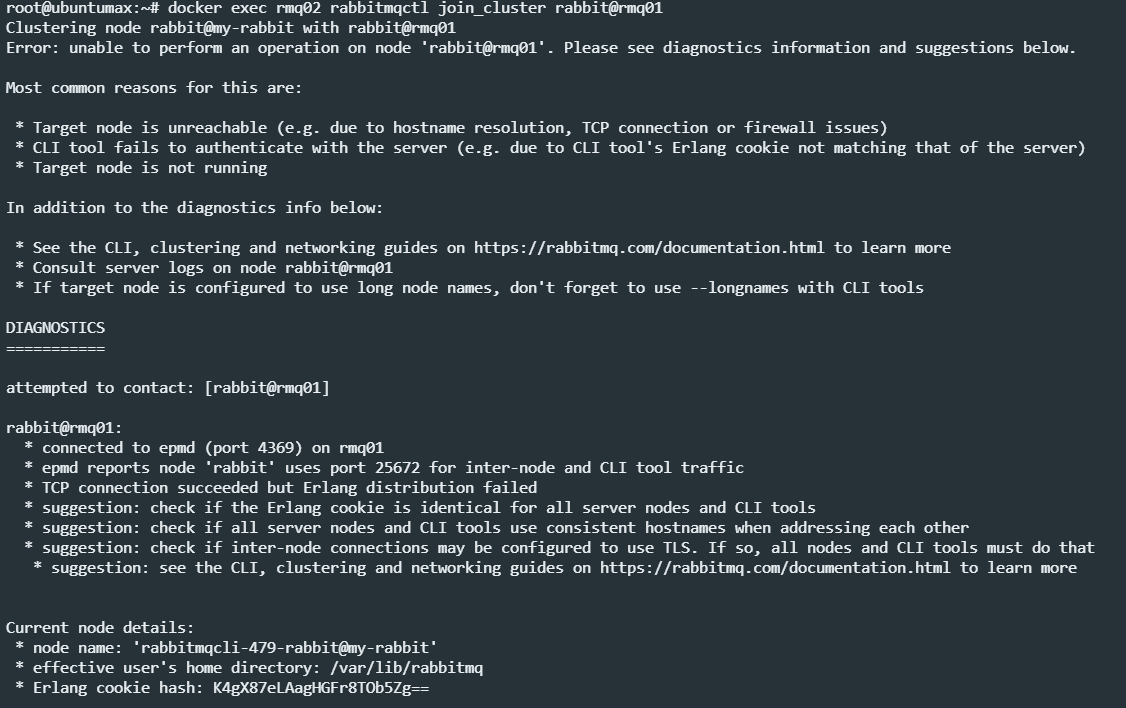 root@ubuntumax:~# docker exec rmq02 rabbitmqctl join_cluster rabbit@rmq01
Clustering node rabbit@my-rabbit with rabbit@rmq01
Error: unable to perform an operation on node 'rabbit@rmq01'. Please see diagnostics information and suggestions below.
Most common reasons for this are:
* Target node is unreachable (e.g. due to hostname resolution, TCP connection or firewall issues)
* CLI tool fails to authenticate with the server (e.g. due to CLI tool's Erlang cookie not matching that of the server)
* Target node is not running
In addition to the diagnostics info below:
* See the CLI, clustering and networking guides on https://rabbitmq.com/documentation.html to learn more
* Consult server logs on node rabbit@rmq01
* If target node is configured to use long node names, don't forget to use --longnames with CLI tools
DIAGNOSTICS
===========
attempted to contact: [rabbit@rmq01]
rabbit@rmq01:
* connected to epmd (port 4369) on rmq01
* epmd reports node 'rabbit' uses port 25672 for inter-node and CLI tool traffic
* TCP connection succeeded but Erlang distribution failed
* suggestion: check if the Erlang cookie is identical for all server nodes and CLI tools
* suggestion: check if all server nodes and CLI tools use consistent hostnames when addressing each other
* suggestion: check if inter-node connections may be configured to use TLS. If so, all nodes and CLI tools must do that
* suggestion: see the CLI, clustering and networking guides on https://rabbitmq.com/documentation.html to learn more
Current node details:
* node name: 'rabbitmqcli-479-rabbit@my-rabbit'
* effective user's home directory: /var/lib/rabbitmq
* Erlang cookie hash: K4gX87eLAagHGFr8TOb5Zg==